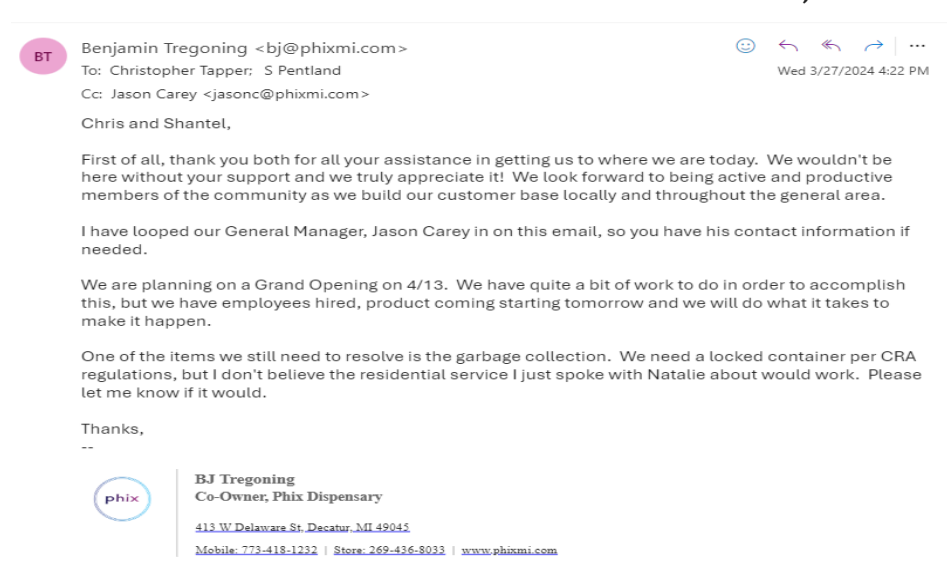 BT
Benjamin Tregoning <bj@phixmi.com>
To: Christopher Tapper; S Pentland
Wed 3/27/2024 4:22 PM
Cc: Jason Carey <jasonc@phixmi.com>
Chris and Shantel,
First of all, thank you both for all your assistance in getting us to where we are today. We wouldn't be
here without your support and we truly appreciate it! We look forward to being active and productive
members of the community as we build our customer base locally and throughout the general area.
I have looped our General Manager, Jason Carey in on this email, so you have his contact information if
needed.
We are planning on a Grand Opening on 4/13. We have quite a bit of work to do in order to accomplish
this, but we have employees hired, product coming starting tomorrow and we will do what it takes to
make it happen.
One of the items we still need to resolve is the garbage collection. We need a locked container per CRA
regulations, but I don't believe the residential service I just spoke with Natalie about would work. Please
let me know if it would.
Thanks,
--
phix
BJ Tregoning
Co-Owner, Phix Dispensary
413 W Delaware St, Decatur, MI 49045
Mobile: 773-418-1232 | Store: 269-436-8033 | www.phixmi.com